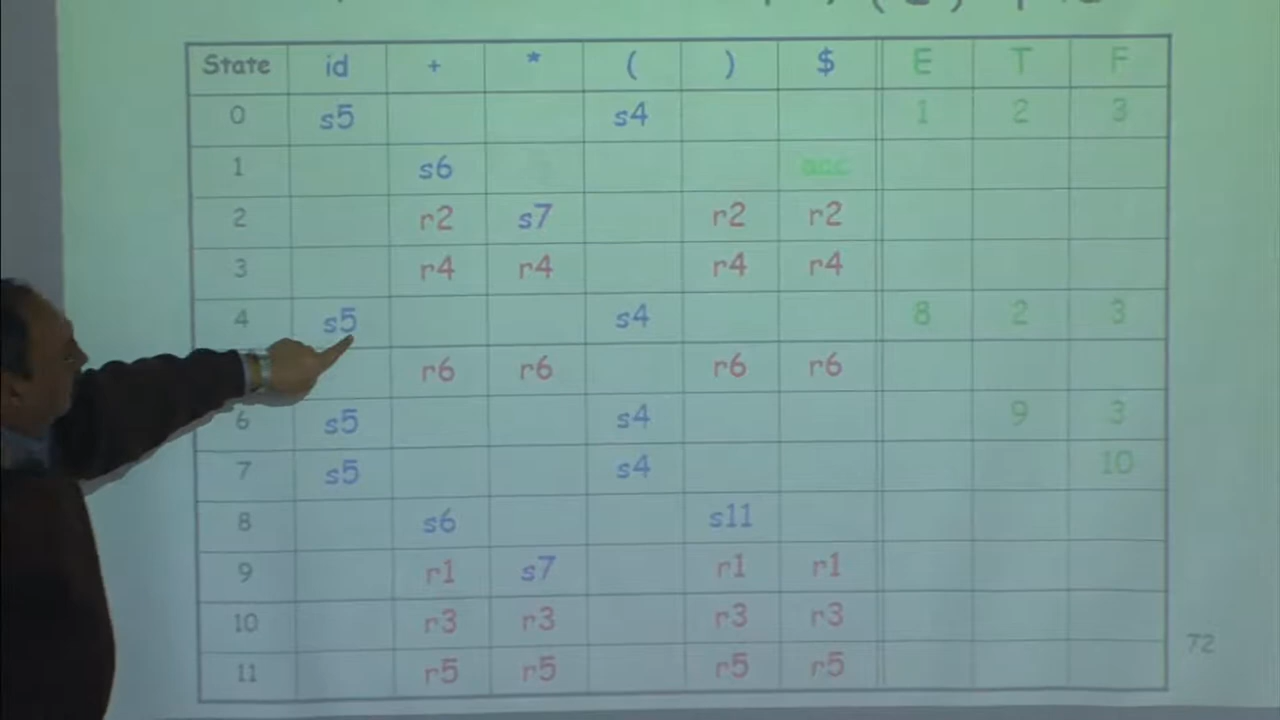 State id + * ( ) $ E T F
0 s5 s4 1 2 3
1 s6 acc
2 r2 s7 r2 r2
3 r4 r4 r4 r4
4 s5 s4 8 2 3
r6 r6 r6 r6
6 s5 s4 9 3
7 s5 s4 10
8 s6 s11
9 r1 s7 r1 r1
10 r3 r3 r3 r3
11 r5 r5 r5 r5
72